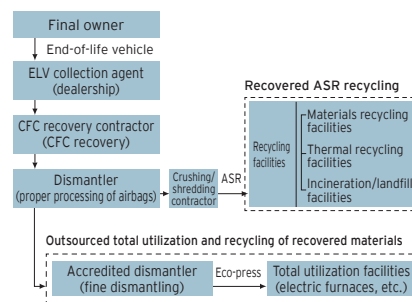 Final owner
End-of-life vehicle
ELV collection agent
(dealership)
CFC recovery contractor
(CFC recovery)
Dismantler
(proper processing of airbags)
Crushing/
shredding
contractor
ASR
Recovered ASR recycling
Recycling
facilities
Materials recycling
facilities
Thermal recycling
facilities
Incineration/landfill
facilities
Outsourced total utilization and recycling of recovered materials
Accredited dismantler
(fine dismantling)
Eco-press
Total utilization facilities
(electric furnaces, etc.)